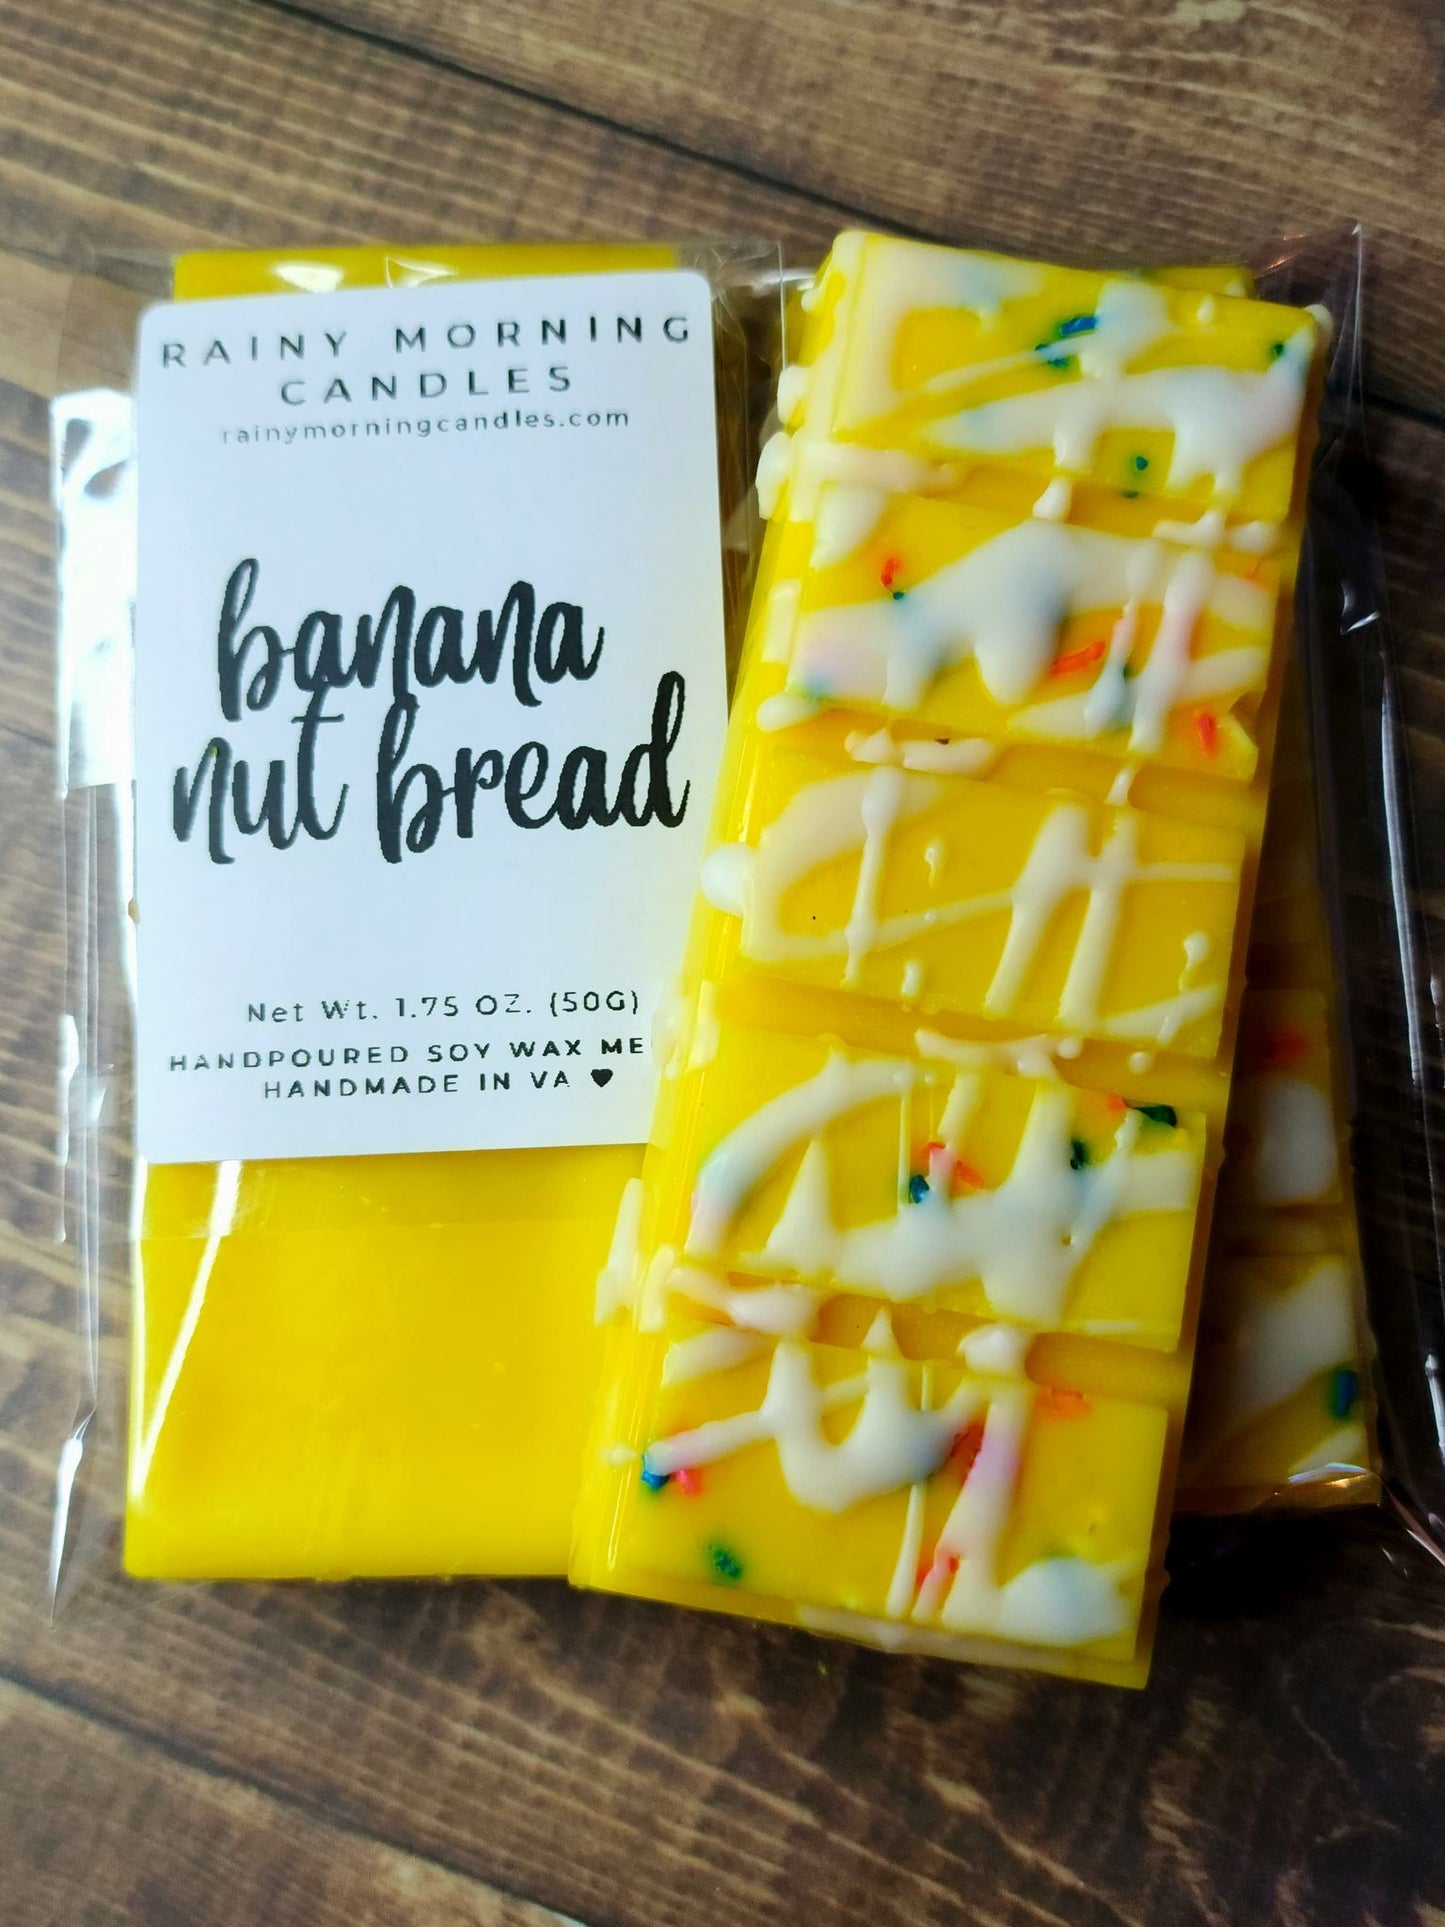 RAINY MORNING
CANDLES
rainymorningcandles.com
banana
nut bread
Net Wt. 1.75 OZ. (50G)
HANDPOURED SOY WAX ME
HANDMADE IN VA ♥